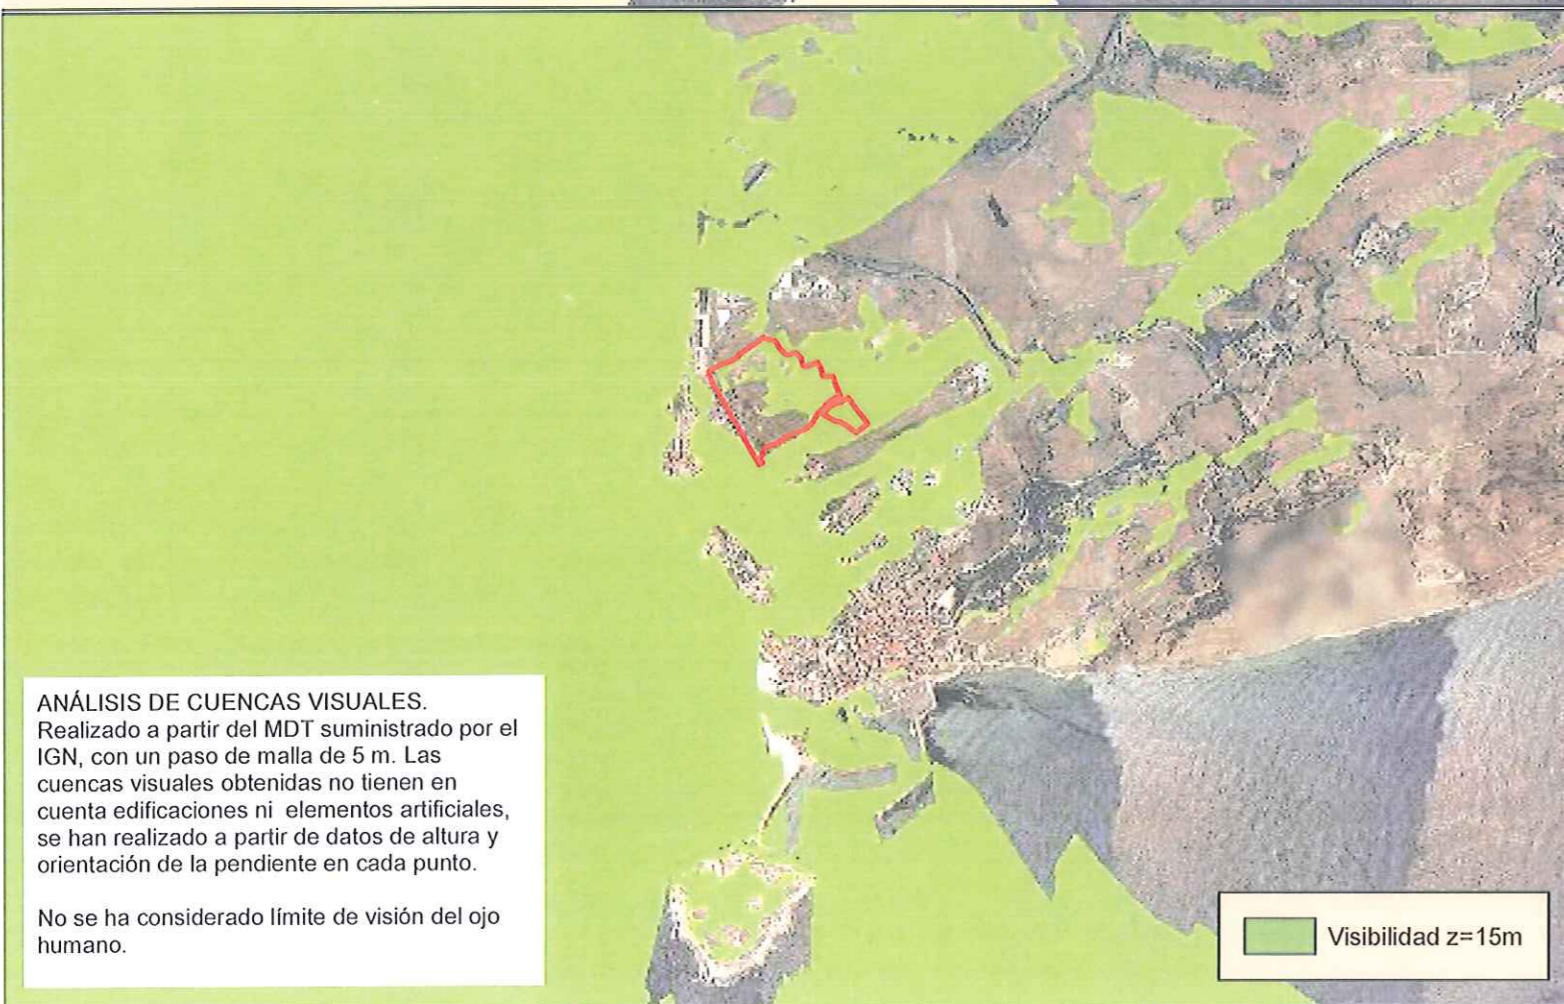 ANÁLISIS DE CUENCAS VISUALES.
Realizado a partir del MDT suministrado por el
IGN, con un paso de malla de 5 m. Las
cuencas visuales obtenidas no tienen en
cuenta edificaciones ni elementos artificiales,
se han realizado a partir de datos de altura y
orientación de la pendiente en cada punto.
No se ha considerado límite de visión del ojo
humano.
Visibilidad z=15m